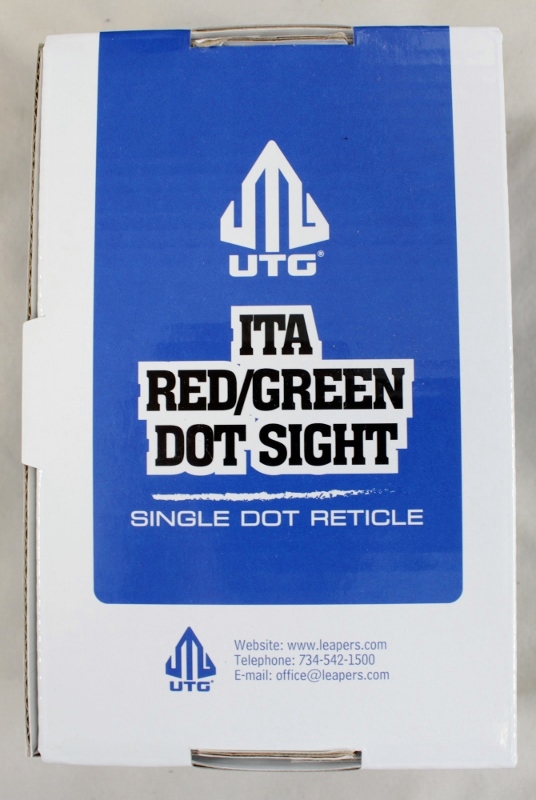 UTG®
ITA
RED/GREEN
DOT SIGHT
SINGLE DOT RETICLE
UTG®
Website: www.leapers.com
Telephone: 734-542-1500
E-mail: office@leapers.com